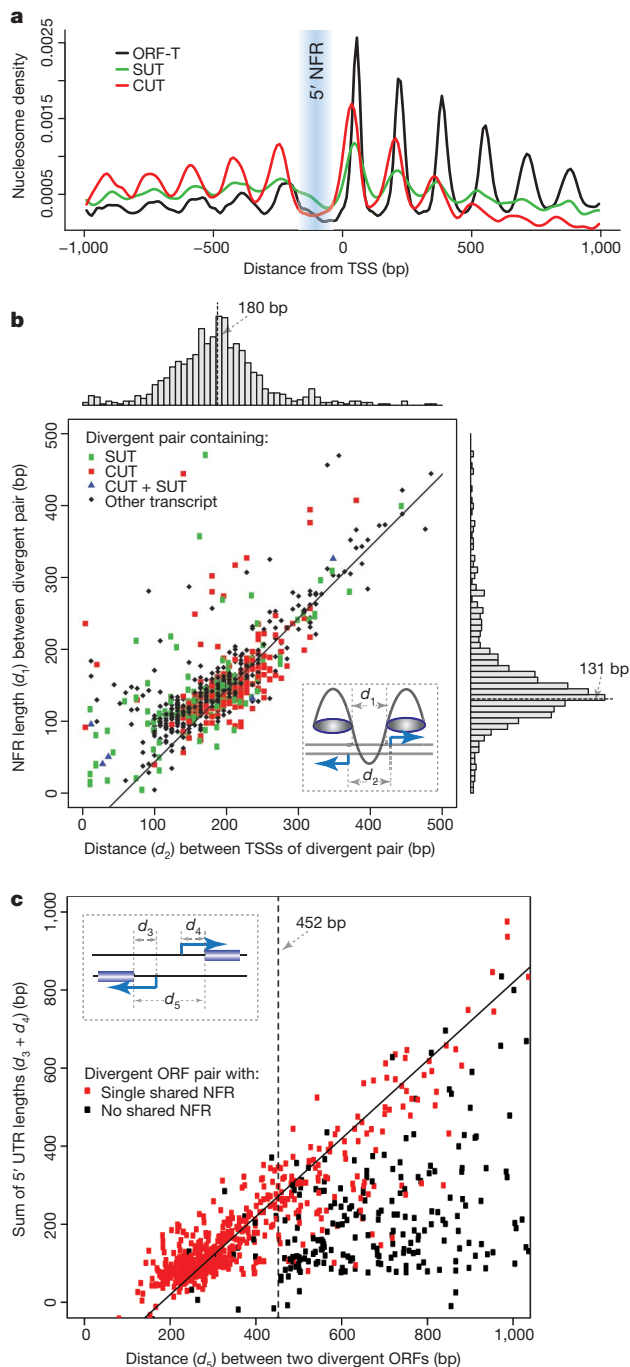 a
0.0025
0.0015
0.0005
Nucleosome density
ORF-T
SUT
CUT
5′ NFR
−1,000
−500
0
500
1,000
Distance from TSS (bp)
b
180 bp
500
400
300
200
100
0
NFR length (d1) between divergent pair (bp)
Divergent pair containing:
SUT
CUT
CUT + SUT
Other transcript
131 bp
d1
d2
0
100
200
300
400
500
Distance (d2) between TSSs of divergent pair (bp)
c
1,000
800
600
400
200
0
Sum of 5′ UTR lengths (d3 + d4) (bp)
d3
d4
d5
452 bp
Divergent ORF pair with:
Single shared NFR
No shared NFR
0
200
400
600
800
1,000
Distance (d5) between two divergent ORFs (bp)